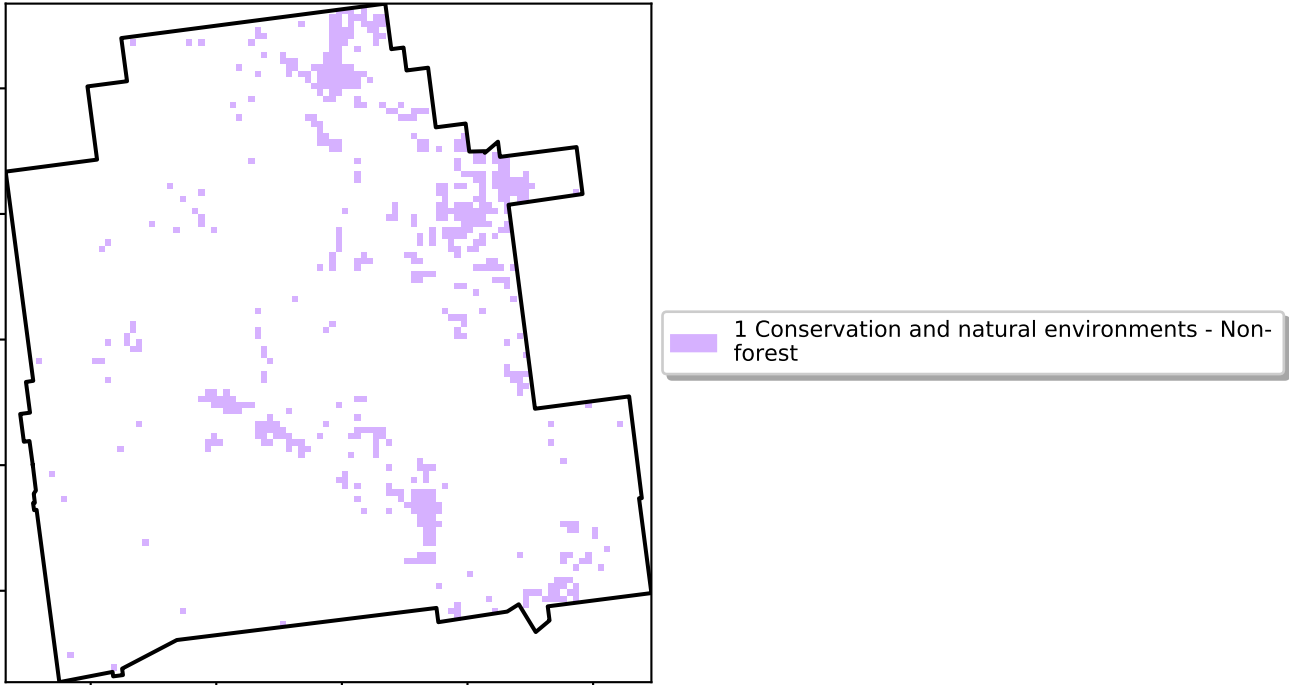 1 Conservation and natural environments - Non-
forest